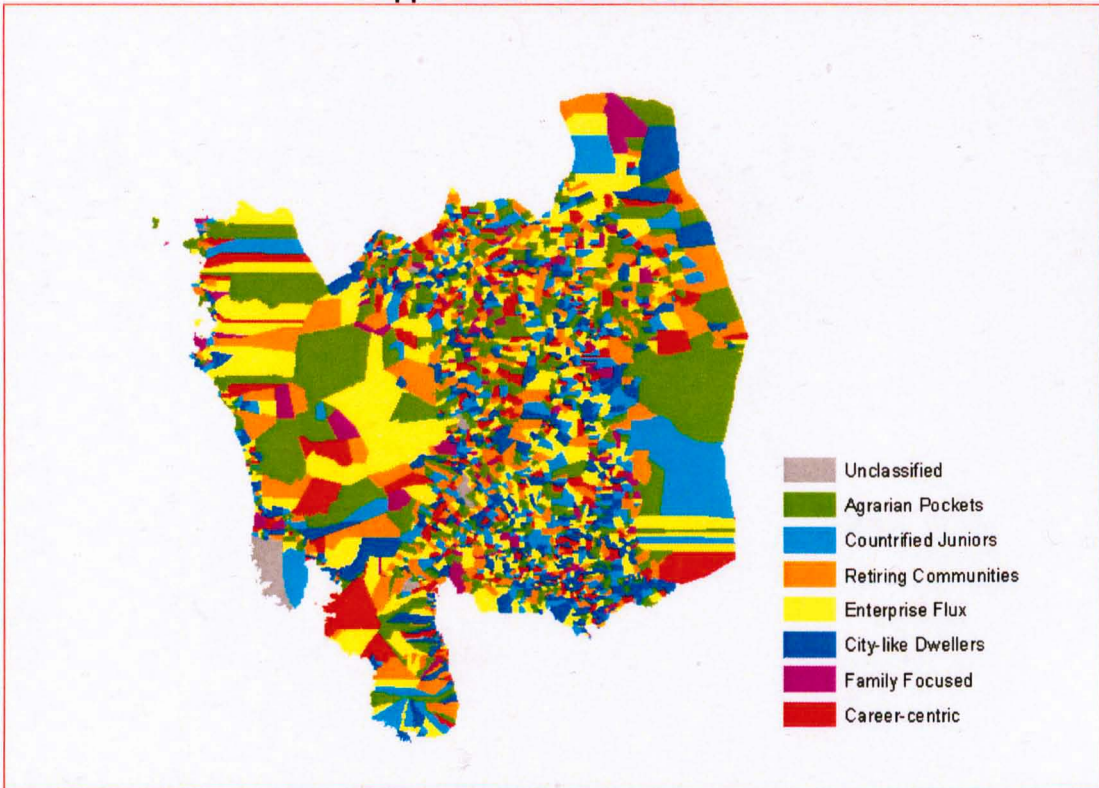 Unclassified
Agrarian Pockets
Countrified Juniors
Retiring Communities
Enterprise Flux
City-like Dwellers
Family Focused
Career-centric